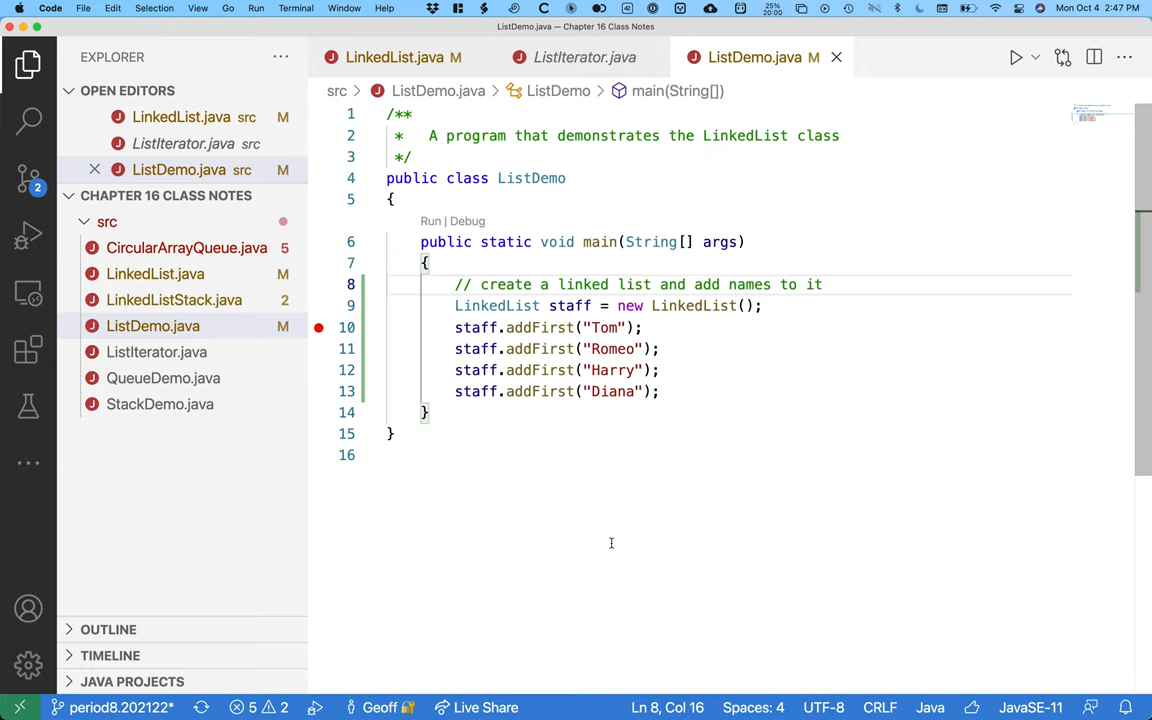 Code File Edit Selection View Go Run Terminal Window Help 25% 20:00 Mon Oct 4 2:47 PM
ListDemo.java — Chapter 16 Class Notes
EXPLORER
OPEN EDITORS
LinkedList.java src M
ListIterator.java src
ListDemo.java src M
CHAPTER 16 CLASS NOTES
src
CircularArrayQueue.java 5
LinkedList.java M
LinkedListStack.java 2
ListDemo.java M
ListIterator.java
QueueDemo.java
StackDemo.java
OUTLINE
TIMELINE
JAVA PROJECTS
2
LinkedList.java M ListIterator.java ListDemo.java M
src > ListDemo.java > ListDemo > main(String[])
1 /**
2 * A program that demonstrates the LinkedList class
3 */
4 public class ListDemo
5 {
Run | Debug
6 public static void main(String[] args)
7 {
8 // create a linked list and add names to it
9 LinkedList staff = new LinkedList();
10 staff.addFirst("Tom");
11 staff.addFirst("Romeo");
12 staff.addFirst("Harry");
13 staff.addFirst("Diana");
14 }
15 }
16
period8.202122* 5 2 Geoff Live Share Ln 8, Col 16 Spaces: 4 UTF-8 CRLF Java JavaSE-11